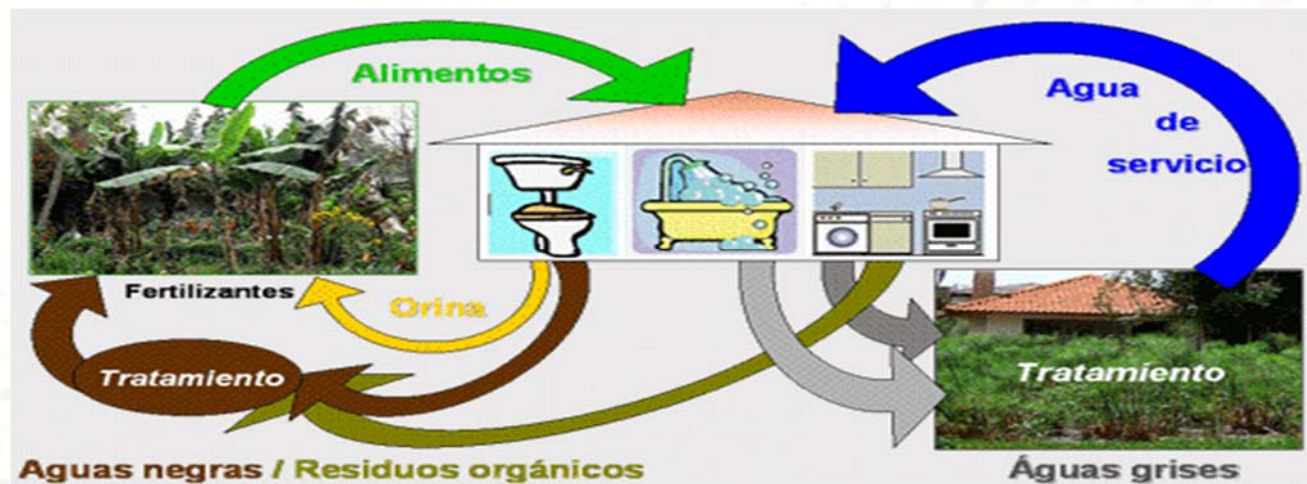 Alimentos
Agua
de
servicio
Fertilizantes
Orina
Tratamiento
Tratamiento
Aguas negras / Residuos orgánicos
Águas grises